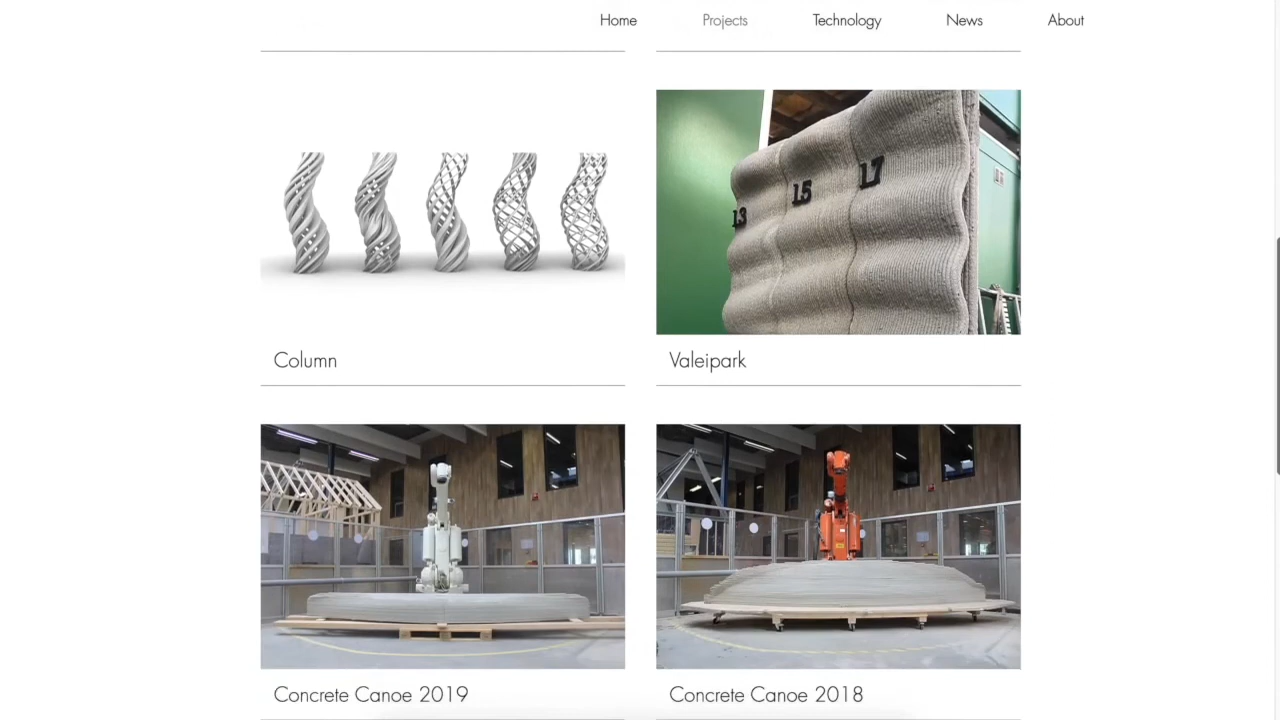 Home Projects Technology News About
13 15 17
Column
Valeipark
Concrete Canoe 2019
Concrete Canoe 2018